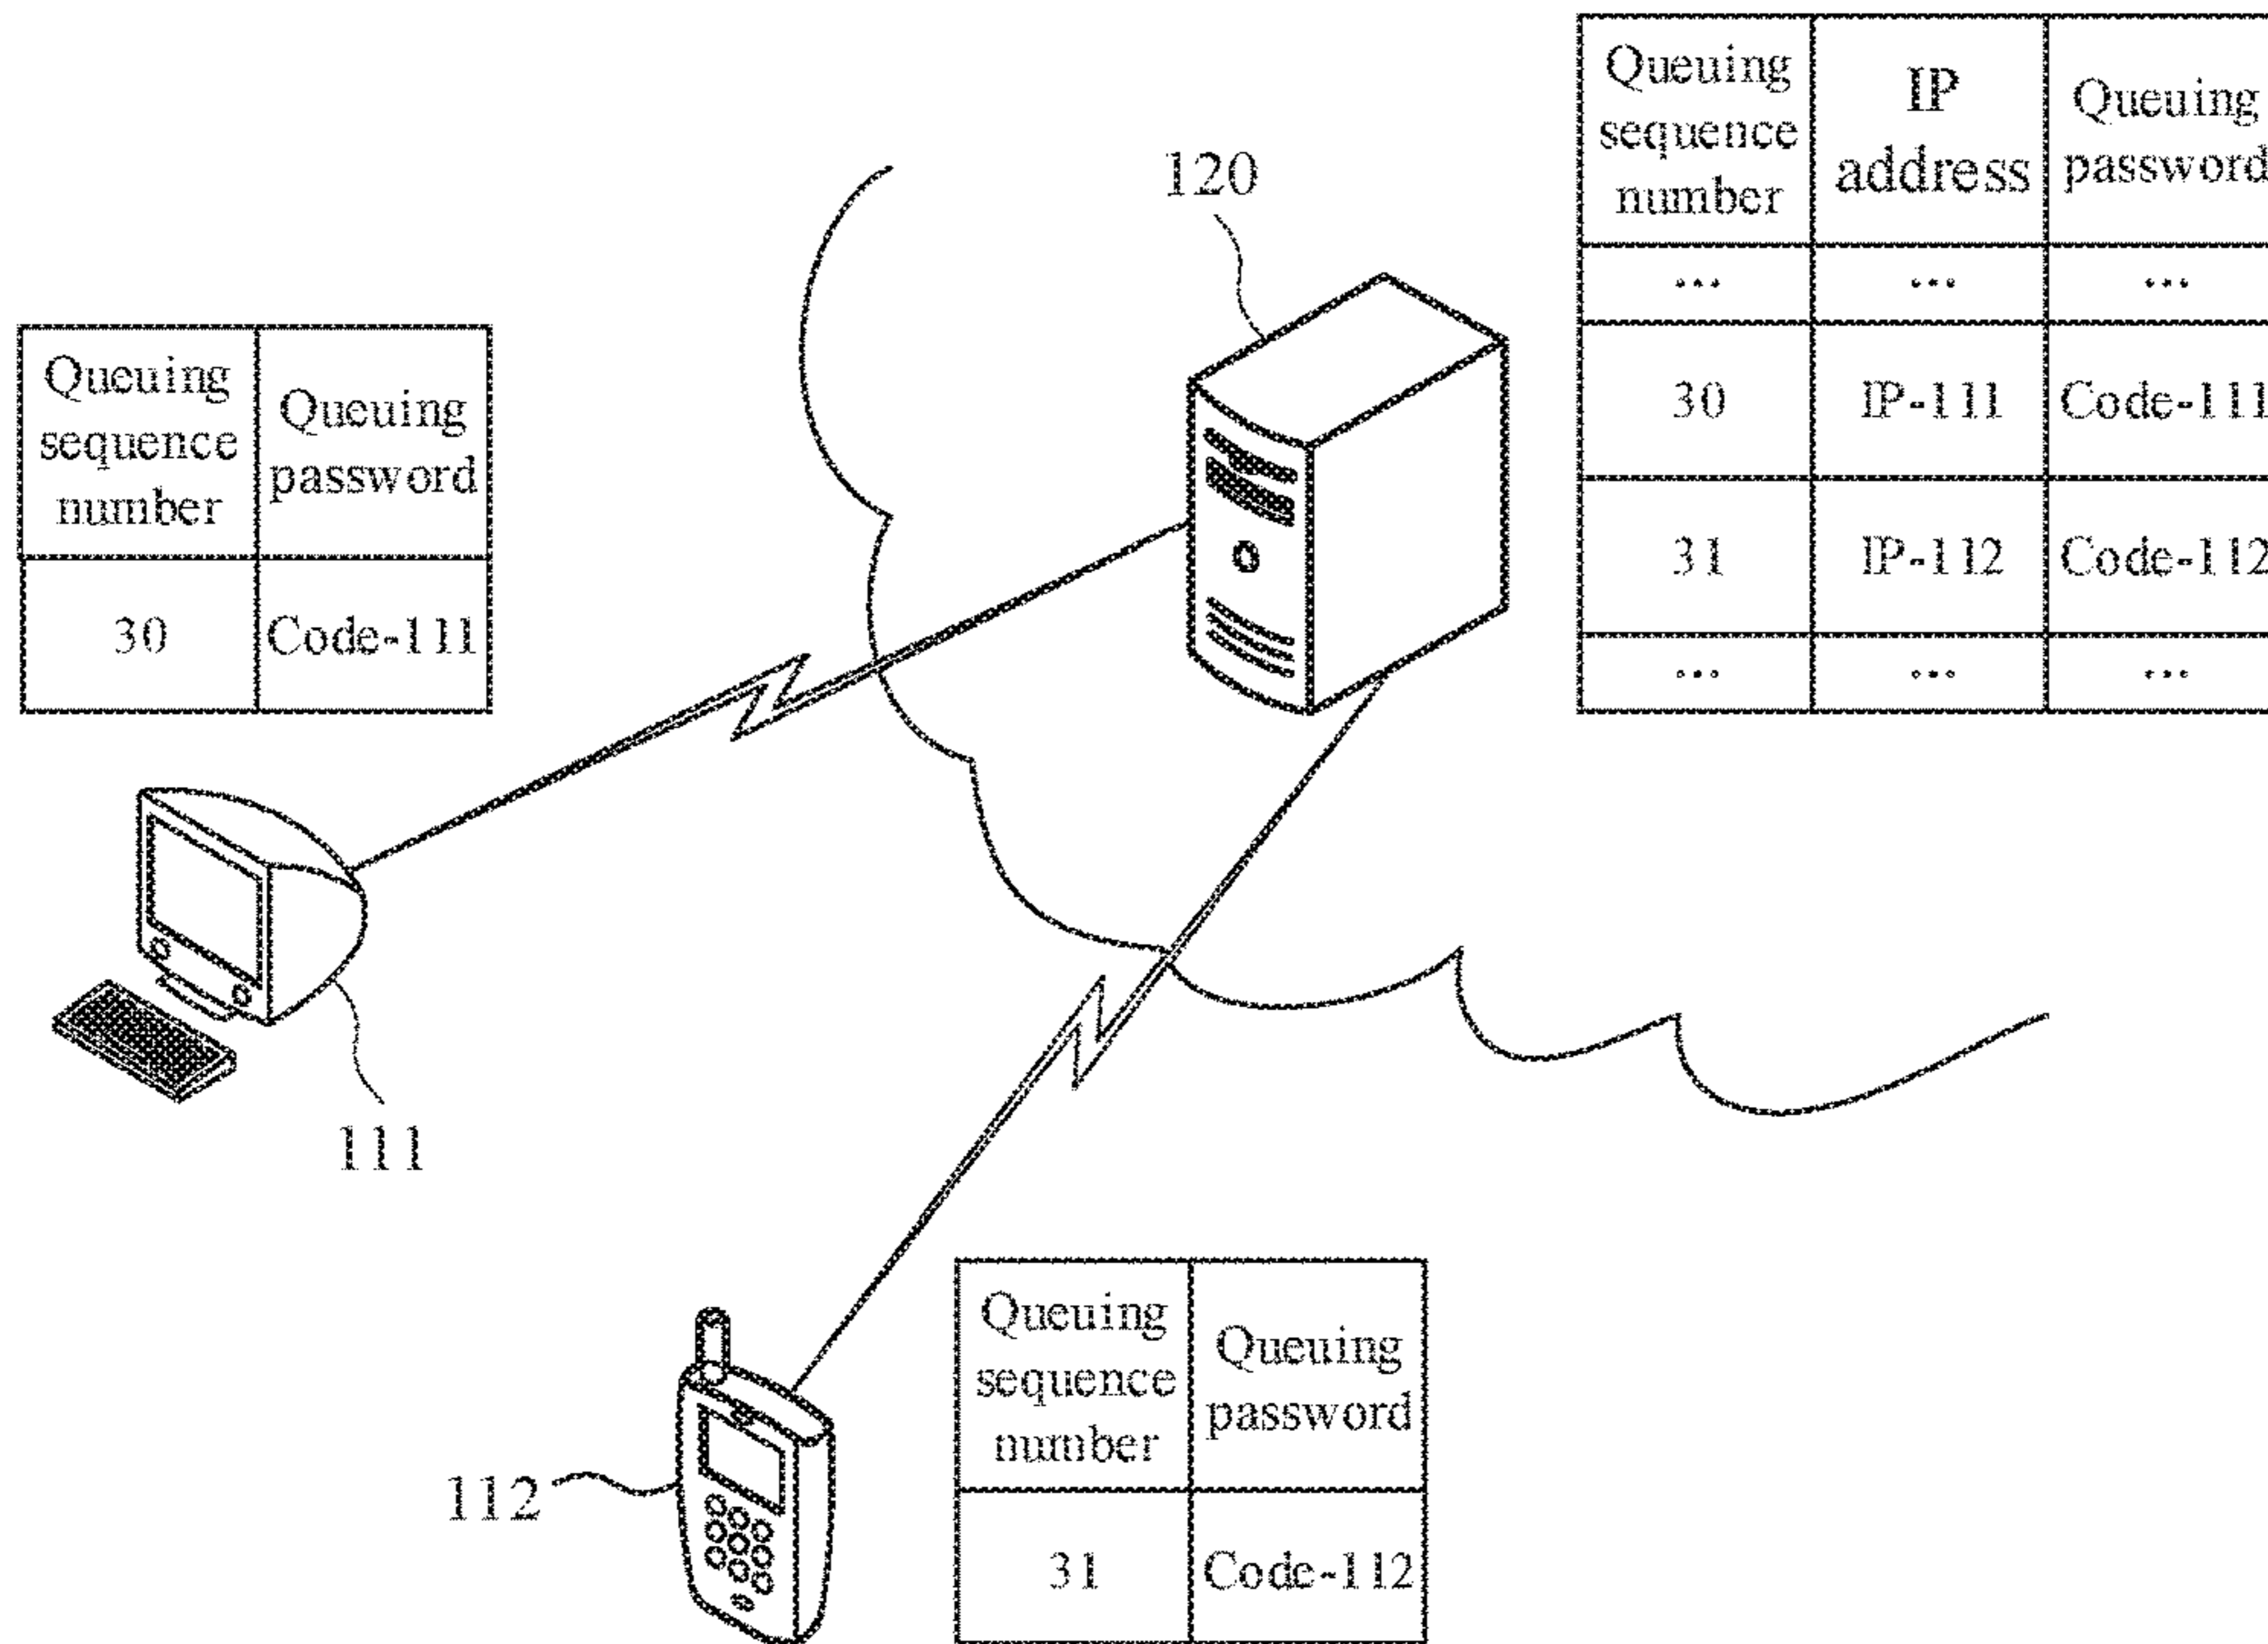 Queuing sequence number
IP address
Queuing password
... ... ...
30 IP-111 Code-111
31 IP-112 Code-112
... ... ...
120
Queuing sequence number
Queuing password
30 Code-111
111
112
Queuing sequence number
Queuing password
31 Code-112